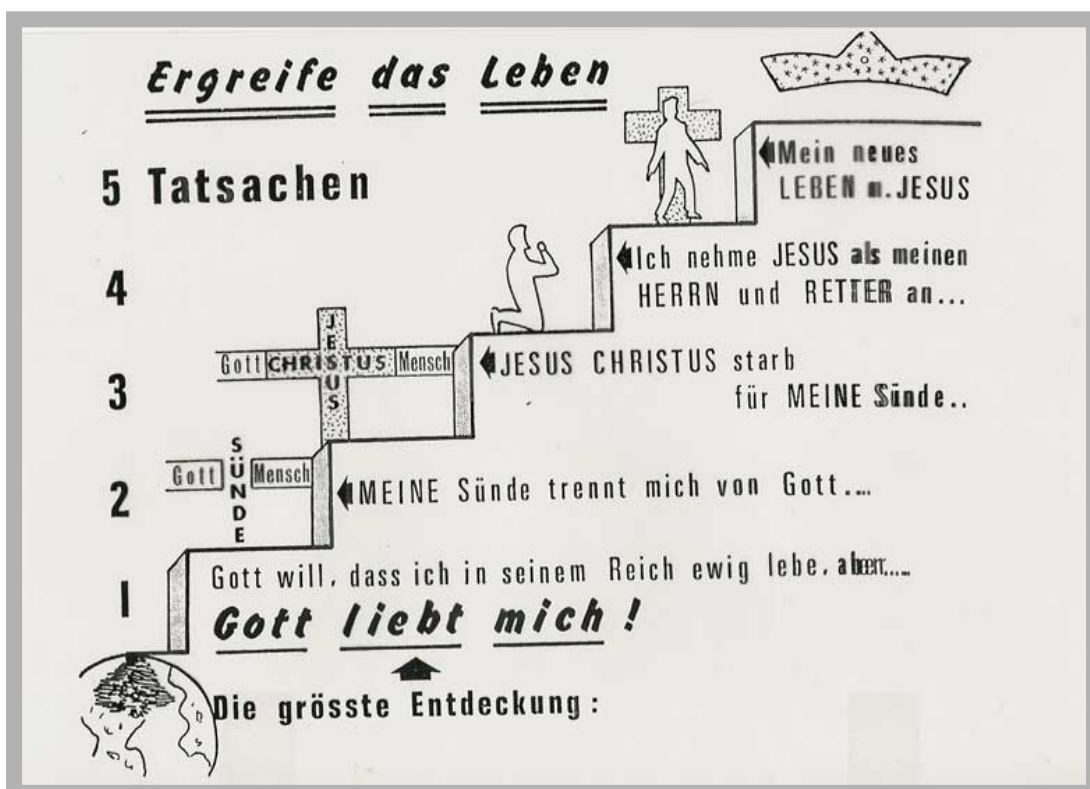 Ergreife das Leben
5 Tatsachen
Mein neues
LEBEN m. JESUS
4
Ich nehme JESUS als meinen
HERRN und RETTER an...
JESUS
Gott CHRISTUS Mensch
3
JESUS CHRISTUS starb
für MEINE Sünde..
SÜNDE
Gott Mensch
2
MEINE Sünde trennt mich von Gott....
1
Gott will, dass ich in seinem Reich ewig lebe, aber.....
Gott liebt mich!
Die grösste Entdeckung: